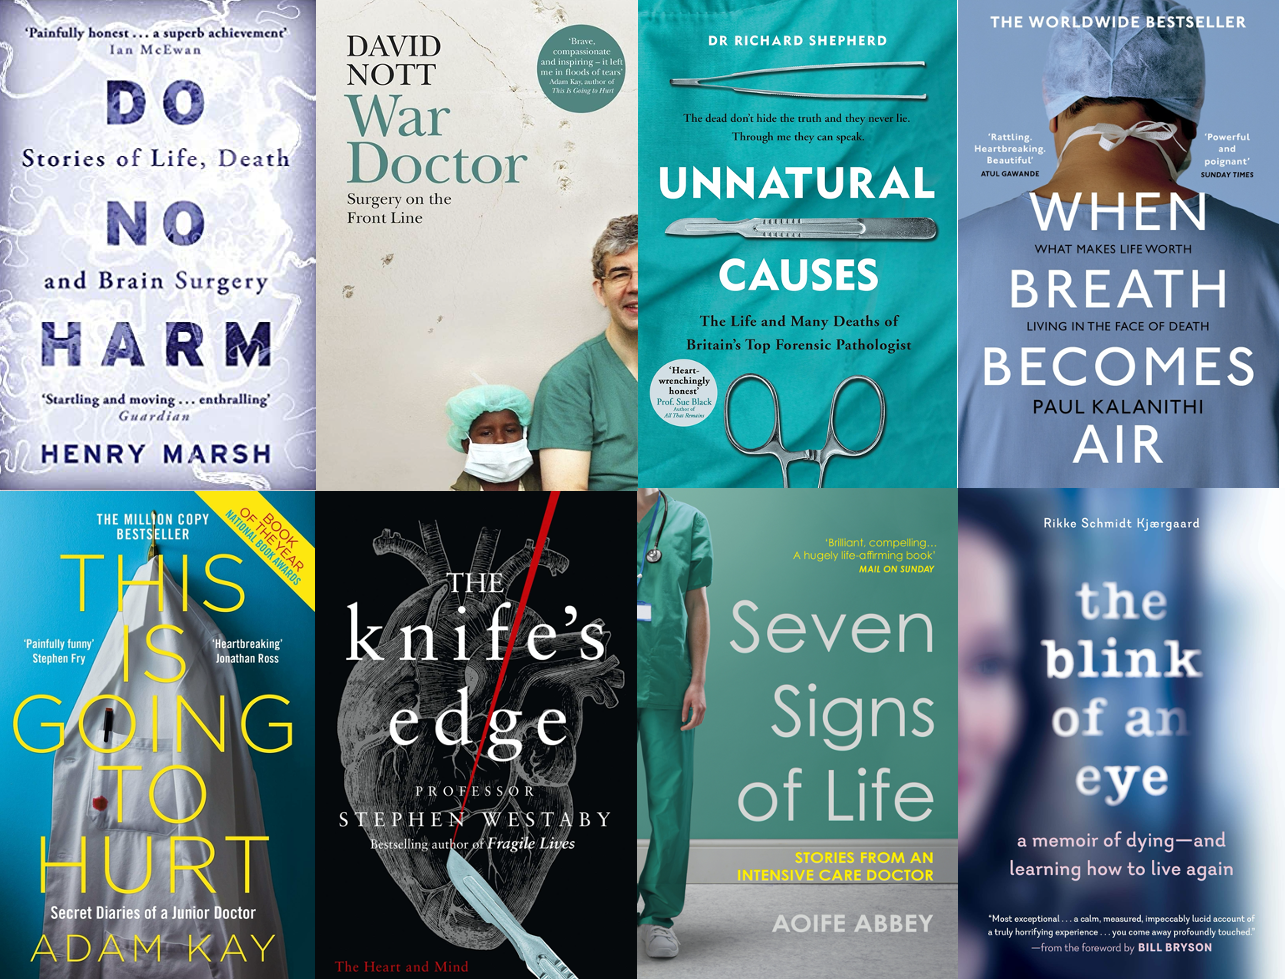 'Painfully honest ... a superb achievement'
Ian McEwan
DO
Stories of Life, Death
NO
and Brain Surgery
HARM
'Startling and moving ... enthralling'
Guardian
HENRY MARSH
DAVID
NOTT
War
Doctor
Surgery on the
Front Line
'Brave,
compassionate
and inspiring – it left
me in floods of tears'
Adam Kay, author of
This Is Going to Hurt
DR RICHARD SHEPHERD
The dead don't hide the truth and they never lie.
Through me they can speak.
UNNATURAL
CAUSES
The Life and Many Deaths of
Britain's Top Forensic Pathologist
'Heart-
wrenchingly
honest'
Prof. Sue Black
Author of
All That Remains
THE WORLDWIDE BESTSELLER
'Rattling.
Heartbreaking.
Beautiful'
ATUL GAWANDE
'Powerful
and
poignant'
SUNDAY TIMES
WHEN
WHAT MAKES LIFE WORTH
BREATH
LIVING IN THE FACE OF DEATH
BECOMES
PAUL KALANITHI
AIR
THE MILLION COPY
BESTSELLER
BOOK
OF THE YEAR
NATIONAL BOOK AWARDS
THIS
IS
GOING
TO
HURT
'Painfully funny'
Stephen Fry
'Heartbreaking'
Jonathan Ross
Secret Diaries of a Junior Doctor
ADAM KAY
THE
knife's
edge
PROFESSOR
STEPHEN WESTABY
Bestselling author of Fragile Lives
The Heart and Mind
'Brilliant, compelling...
A hugely life-affirming book'
MAIL ON SUNDAY
Seven
Signs
of Life
STORIES FROM AN
INTENSIVE CARE DOCTOR
AOIFE ABBEY
Rikke Schmidt Kjærgaard
the
blink
of an
eye
a memoir of dying—and
learning how to live again
"Most exceptional . . . a calm, measured, impeccably lucid account of
a truly horrifying experience . . . you come away profoundly touched."
—from the foreword by BILL BRYSON